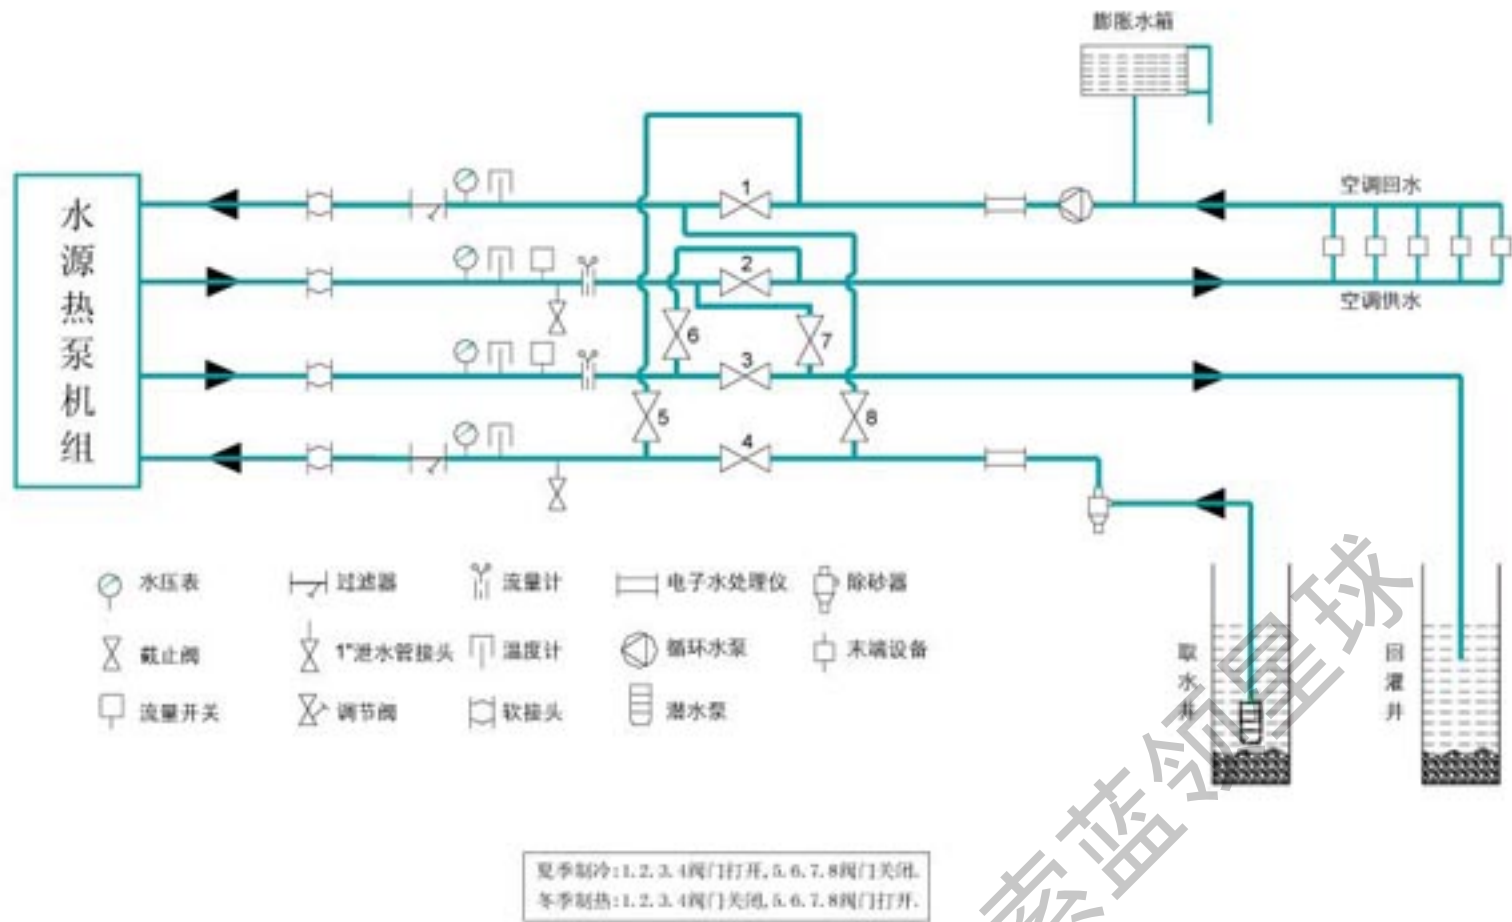 膨胀水箱
空调回水
空调供水
水源热泵机组
1
2
3
4
5
6
7
8
水压表
过滤器
流量计
电子水处理仪
除砂器
截止阀
1"泄水管接头
温度计
循环水泵
末端设备
流量开关
调节阀
软接头
潜水泵
取水井
回灌井
夏季制冷:1.2.3.4阀门打开,5.6.7.8阀门关闭.
冬季制热:1.2.3.4阀门关闭,5.6.7.8阀门打开.
索蓝领星球